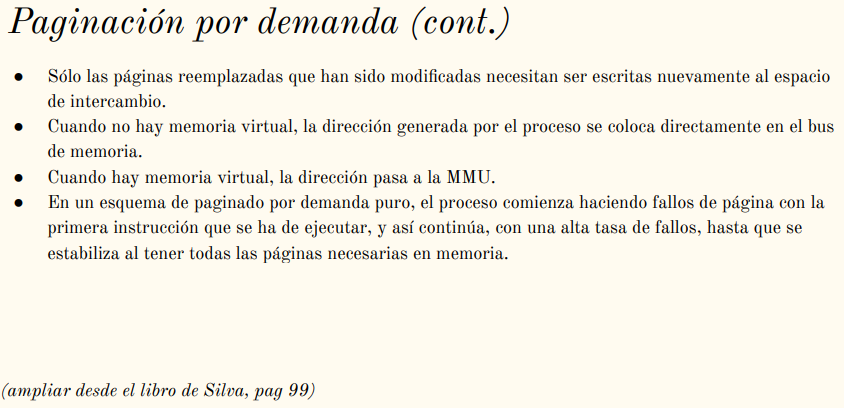 Paginación por demanda (cont.)
● Sólo las páginas reemplazadas que han sido modificadas necesitan ser escritas nuevamente al espacio
de intercambio.
● Cuando no hay memoria virtual, la dirección generada por el proceso se coloca directamente en el bus
de memoria.
● Cuando hay memoria virtual, la dirección pasa a la MMU.
● En un esquema de paginado por demanda puro, el proceso comienza haciendo fallos de página con la
primera instrucción que se ha de ejecutar, y así continúa, con una alta tasa de fallos, hasta que se
estabiliza al tener todas las páginas necesarias en memoria.
(ampliar desde el libro de Silva, pag 99)